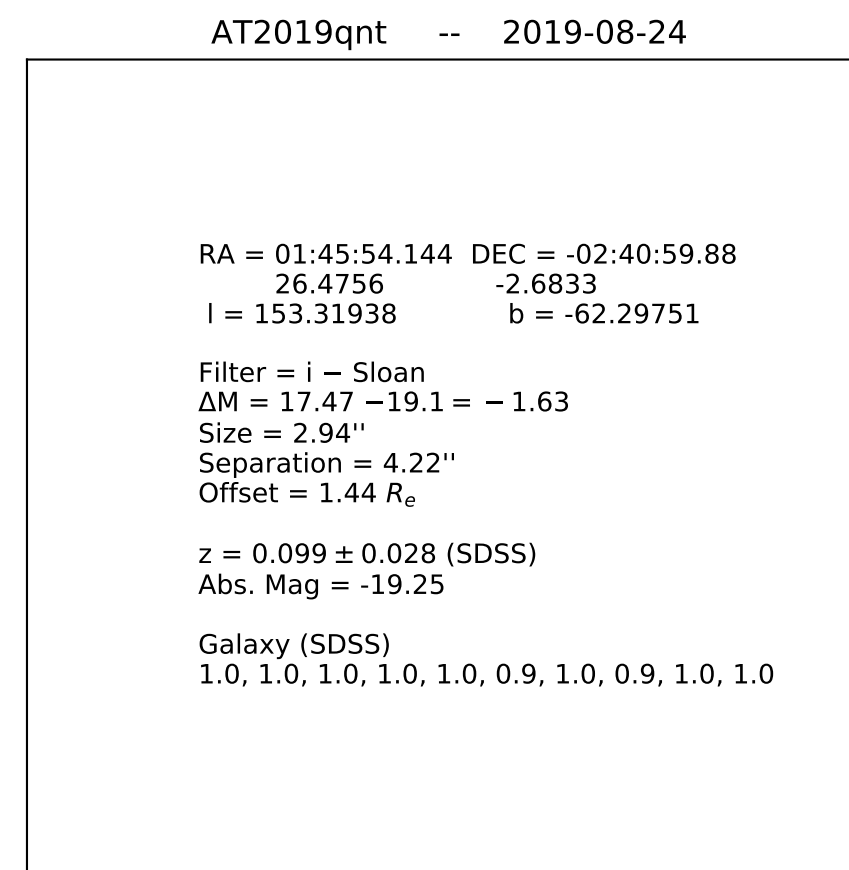 AT2019qnt -- 2019-08-24
RA = 01:45:54.144 DEC = -02:40:59.88
26.4756 -2.6833
l = 153.31938 b = -62.29751
Filter = i − Sloan
ΔM = 17.47 −19.1 = − 1.63
Size = 2.94''
Separation = 4.22''
Offset = 1.44 Rₑ
z = 0.099 ± 0.028 (SDSS)
Abs. Mag = -19.25
Galaxy (SDSS)
1.0, 1.0, 1.0, 1.0, 1.0, 0.9, 1.0, 0.9, 1.0, 1.0